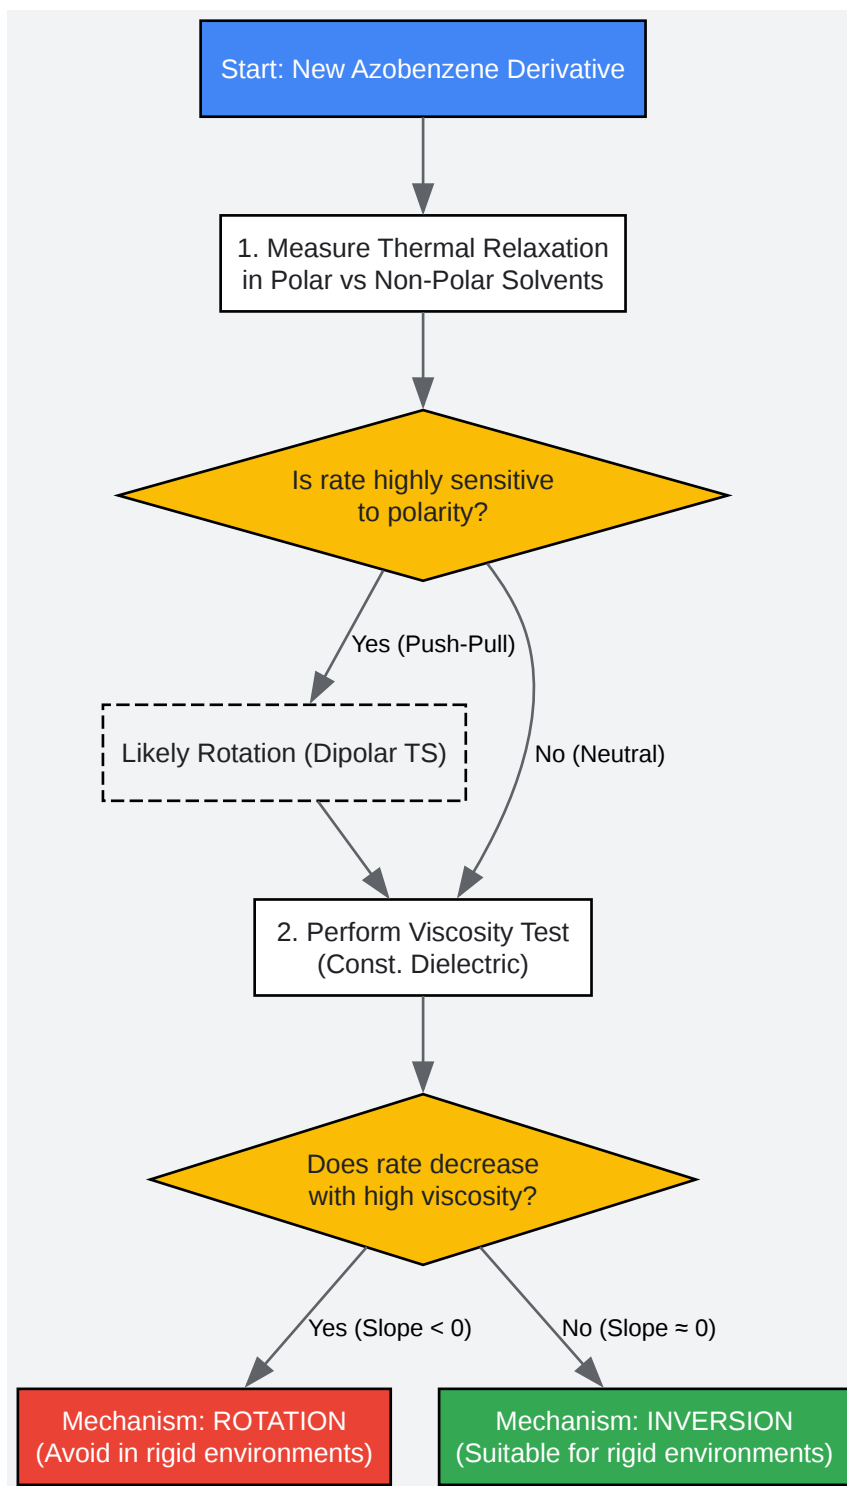 Start: New Azobenzene Derivative
1. Measure Thermal Relaxation
in Polar vs Non-Polar Solvents
Is rate highly sensitive
to polarity?
Yes (Push-Pull)
Likely Rotation (Dipolar TS)
No (Neutral)
2. Perform Viscosity Test
(Const. Dielectric)
Does rate decrease
with high viscosity?
Yes (Slope < 0)
No (Slope ≈ 0)
Mechanism: ROTATION
(Avoid in rigid environments)
Mechanism: INVERSION
(Suitable for rigid environments)